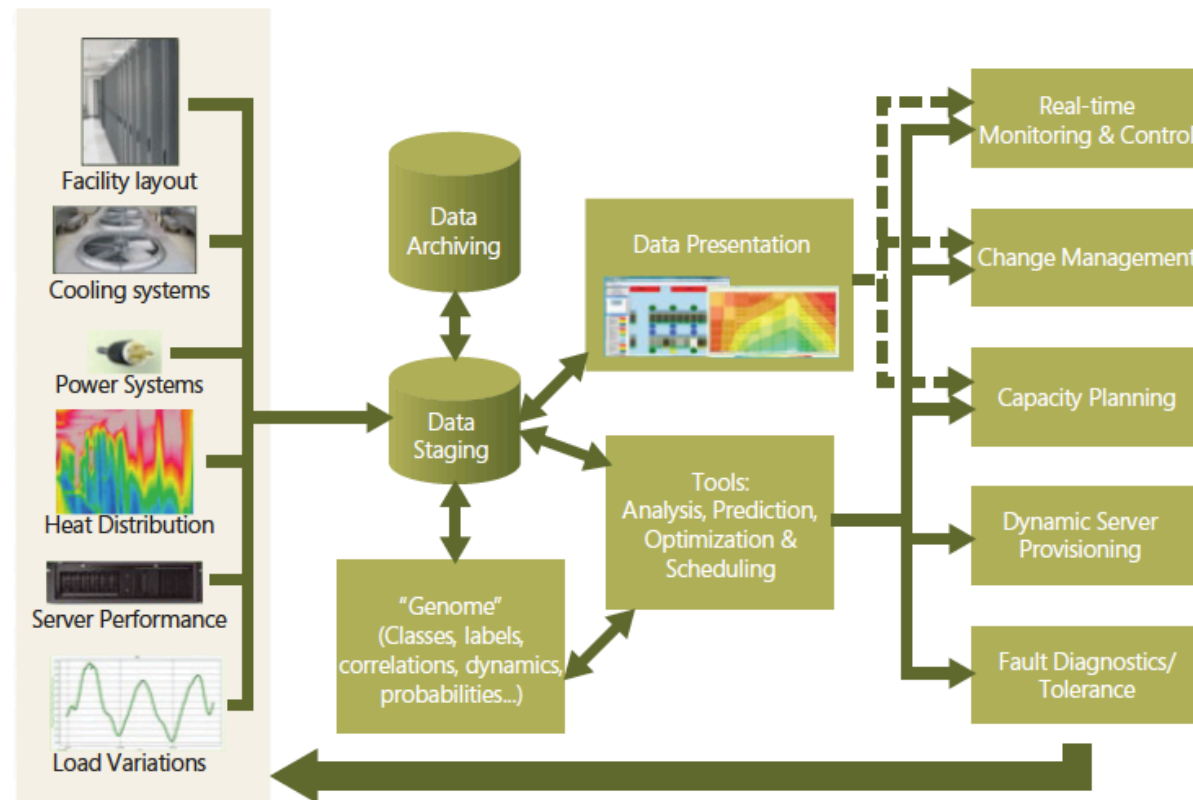 Facility layout
Cooling systems
Power Systems
Heat Distribution
Server Performance
Load Variations
Data
Archiving
Data
Staging
"Genome"
(Classes, labels,
correlations, dynamics,
probabilities...)
Data Presentation
Tools:
Analysis, Prediction,
Optimization &
Scheduling
Real-time
Monitoring & Control
Change Management
Capacity Planning
Dynamic Server
Provisioning
Fault Diagnostics/
Tolerance